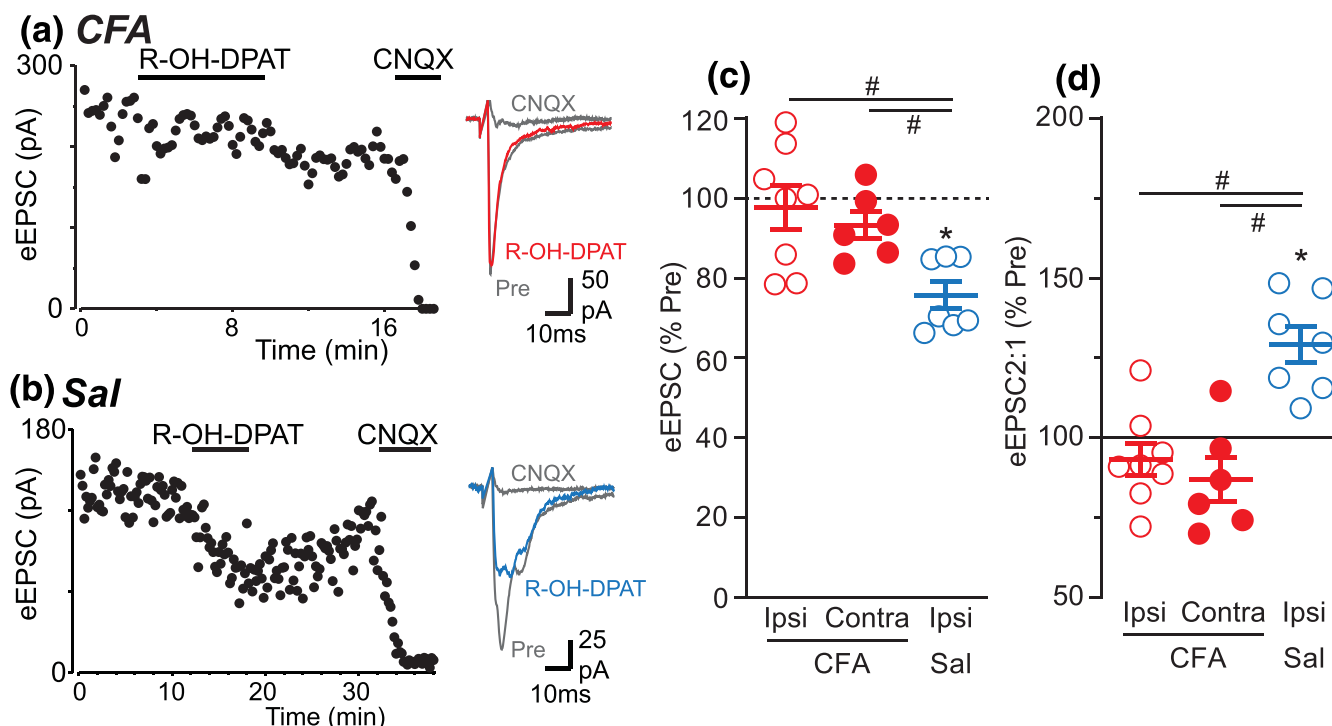 (a) CFA
R-OH-DPAT CNQX
300
eEPSC (pA)
0
0 8 16
Time (min)
CNQX
R-OH-DPAT
Pre
50
pA
10ms
(b) Sal
R-OH-DPAT CNQX
180
eEPSC (pA)
0
0 10 20 30
Time (min)
CNQX
R-OH-DPAT
Pre
25
pA
10ms
(c)
#
#
120
100
80
60
40
20
0
eEPSC (% Pre)
*
Ipsi Contra Ipsi
CFA Sal
(d)
200
150
100
50
eEPSC2:1 (% Pre)
#
#
*
Ipsi Contra Ipsi
CFA Sal